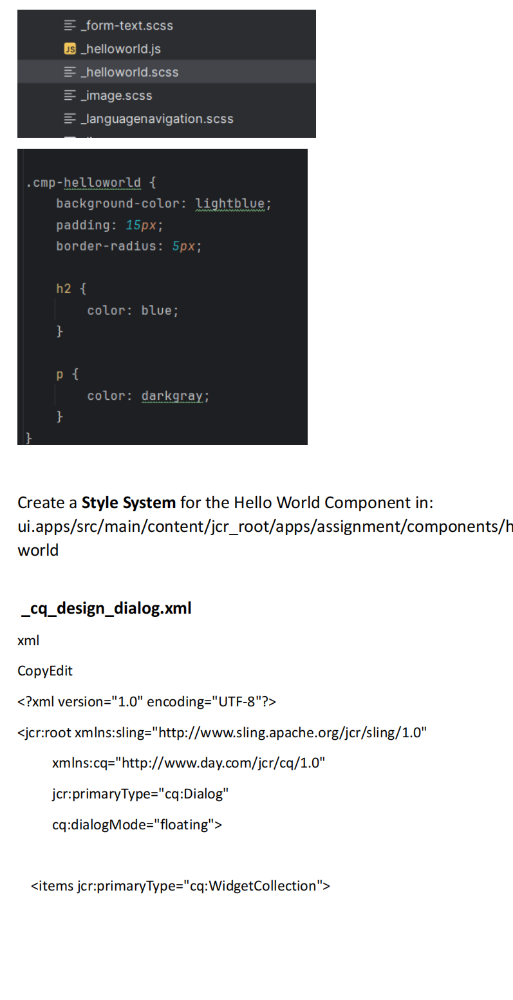 _form-text.scss
JS _helloworld.js
_helloworld.scss
_image.scss
_languagenavigation.scss
.cmp-helloworld {
background-color: lightblue;
padding: 15px;
border-radius: 5px;
h2 {
color: blue;
}
p {
color: darkgray;
}
}
Create a Style System for the Hello World Component in:
ui.apps/src/main/content/jcr_root/apps/assignment/components/h
world
_cq_design_dialog.xml
xml
CopyEdit
<?xml version="1.0" encoding="UTF-8"?>
<jcr:root xmlns:sling="http://www.sling.apache.org/jcr/sling/1.0"
xmlns:cq="http://www.day.com/jcr/cq/1.0"
jcr:primaryType="cq:Dialog"
cq:dialogMode="floating">
<items jcr:primaryType="cq:WidgetCollection">